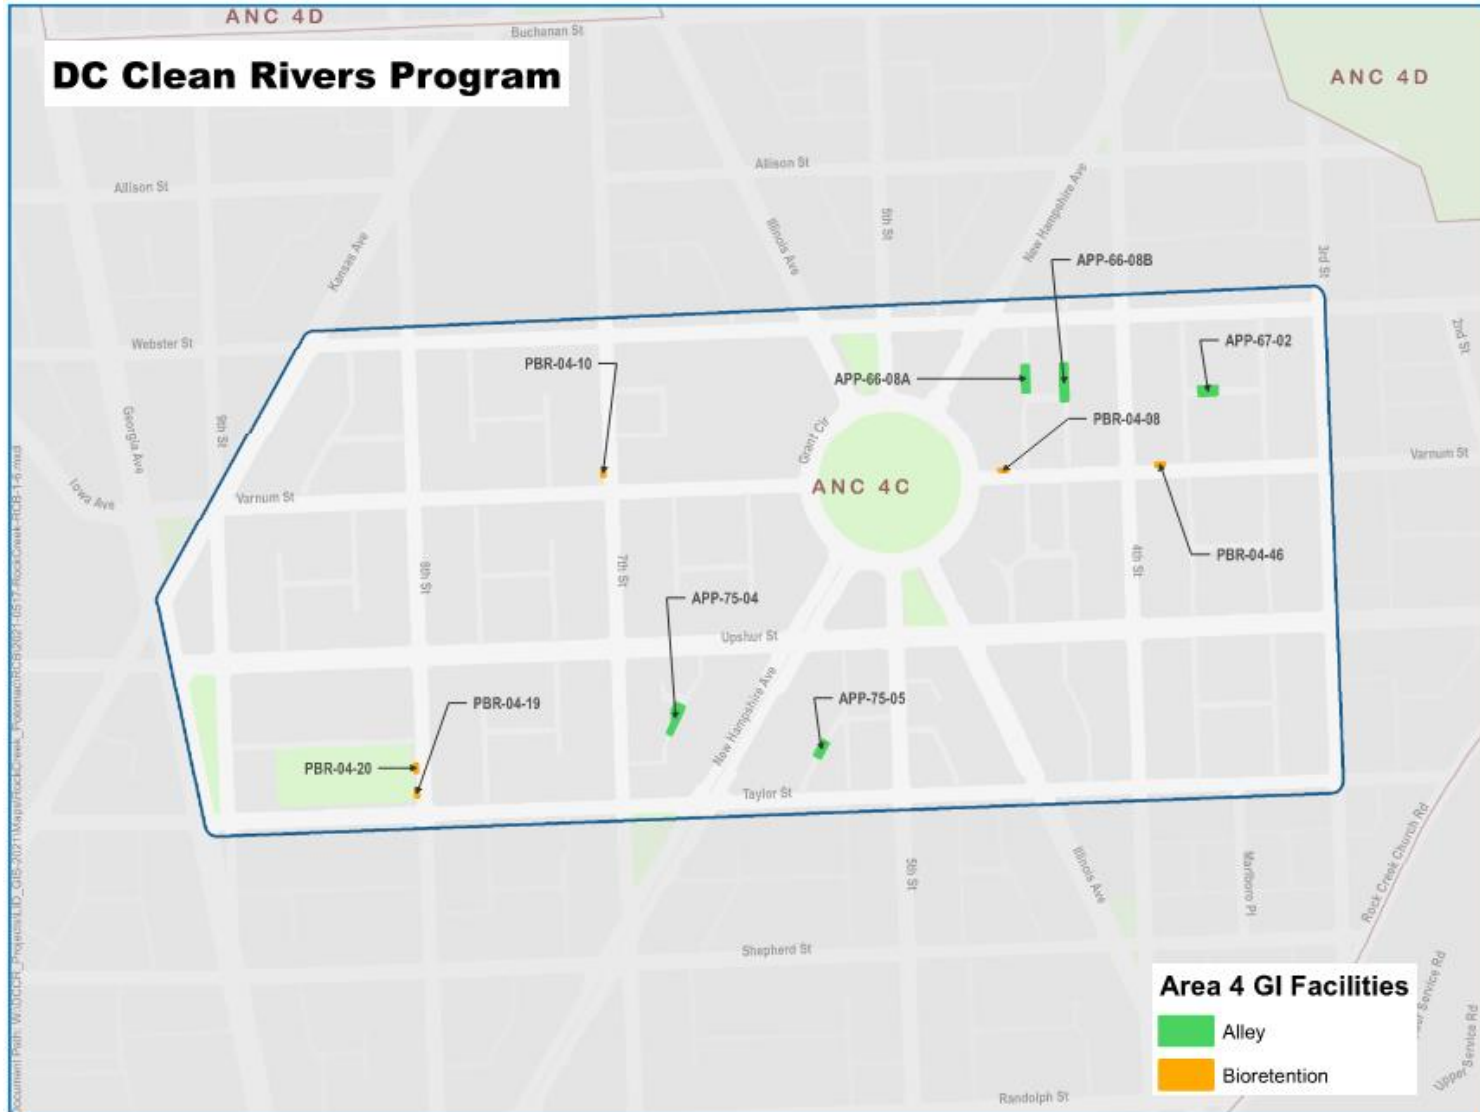 ANC 4D
Buchanan St
DC Clean Rivers Program
ANC 4D
Allison St
Allison St
Kansas Ave
Illinois Ave
5th St
New Hampshire Ave
3rd St
APP-66-08B
2nd St
Webster St
PBR-04-10
APP-66-08A
APP-67-02
Georgia Ave
9th St
Grant Cir
PBR-04-08
Iowa Ave
Varnum St
ANC 4C
Varnum St
8th St
7th St
4th St
PBR-04-46
APP-75-04
Upshur St
PBR-04-19
New Hampshire Ave
APP-75-05
PBR-04-20
Taylor St
5th St
Illinois Ave
Marlboro Pl
Rock Creek Church Rd
Shepherd St
Area 4 GI Facilities
Alley
Bioretention
Service Rd
Upper Service Rd
Randolph St